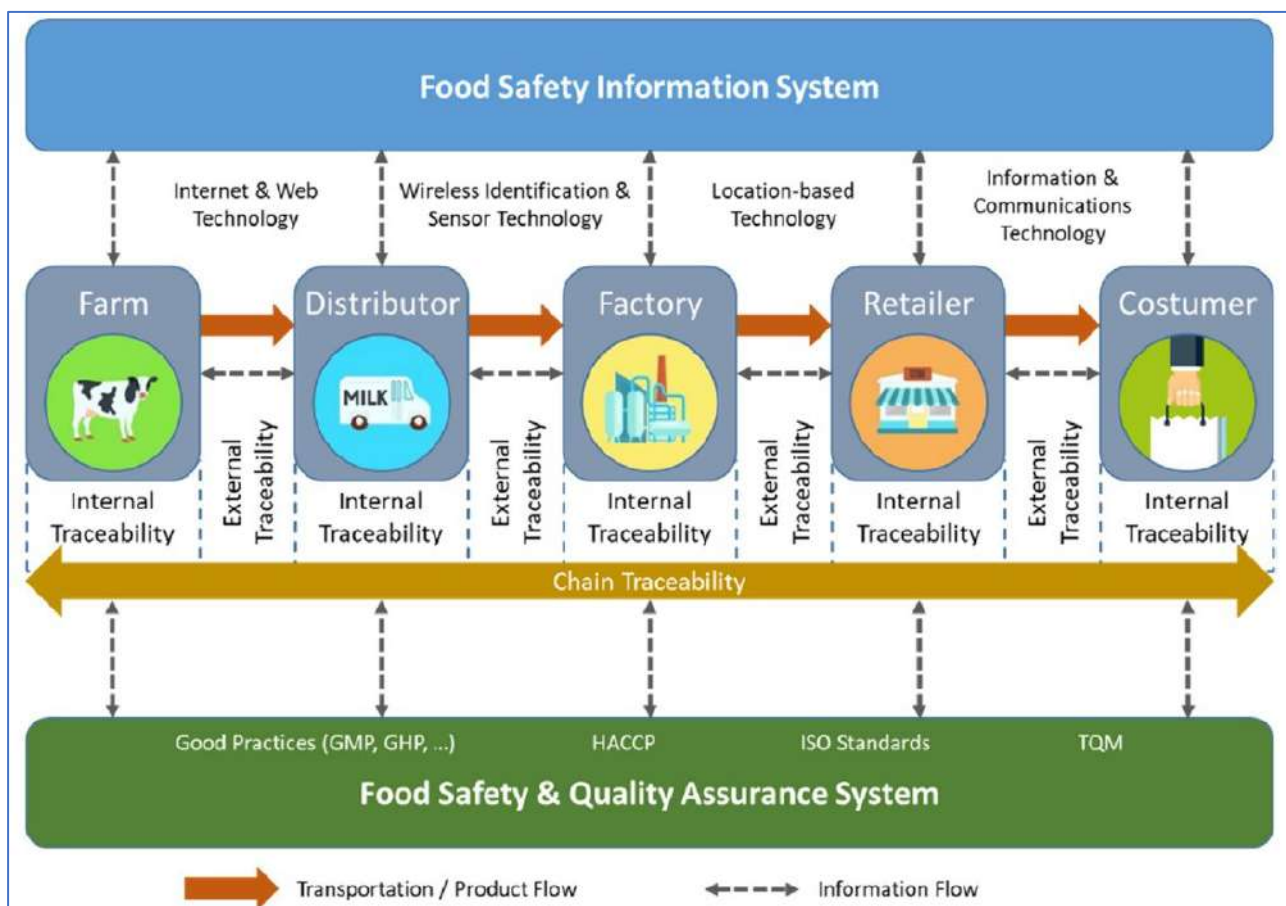 Food Safety Information System
Internet & Web
Technology
Wireless Identification &
Sensor Technology
Location-based
Technology
Information &
Communications
Technology
Farm
Distributor
Factory
Retailer
Costumer
MILK
Internal
Traceability
External
Traceability
Internal
Traceability
External
Traceability
Internal
Traceability
External
Traceability
Internal
Traceability
External
Traceability
Internal
Traceability
Chain Traceability
Good Practices (GMP, GHP, ...)
HACCP
ISO Standards
TQM
Food Safety & Quality Assurance System
Transportation / Product Flow
Information Flow